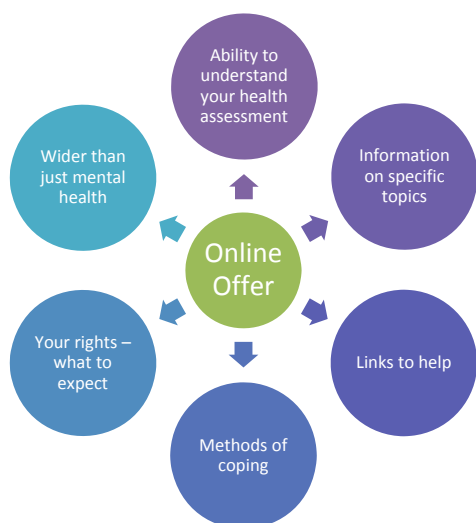 Ability to
understand
your health
assessment
Wider than
just mental
health
Information
on specific
topics
Online
Offer
Your rights –
what to
expect
Links to help
Methods of
coping